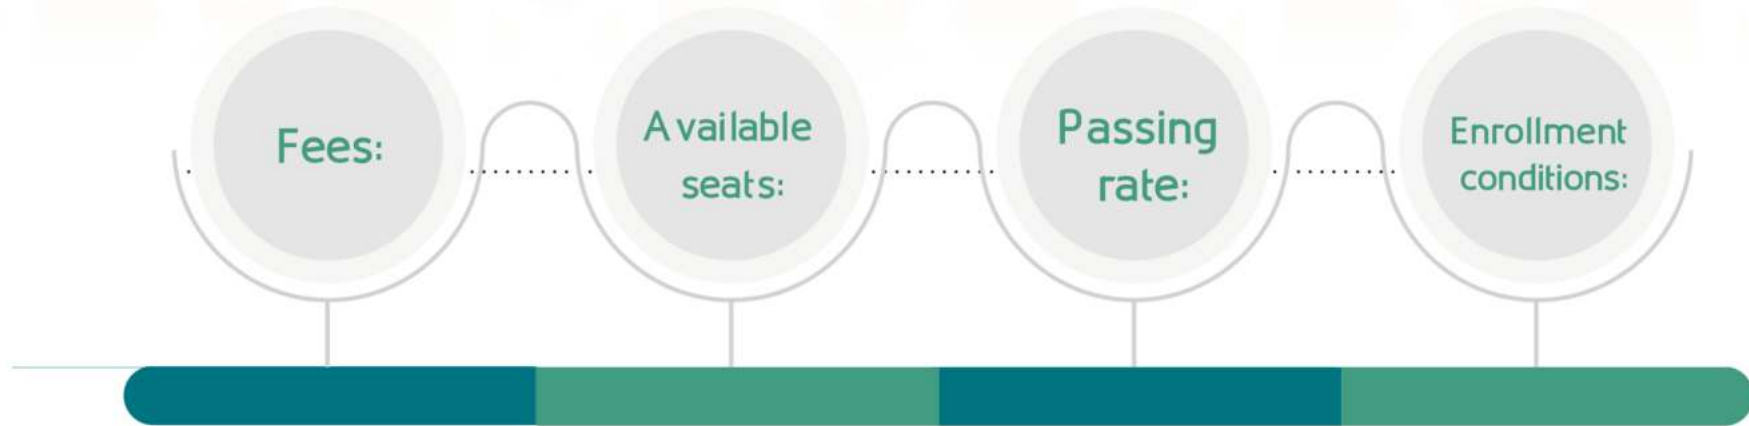 Fees:
Available
seats:
Passing
rate:
Enrollment
conditions: